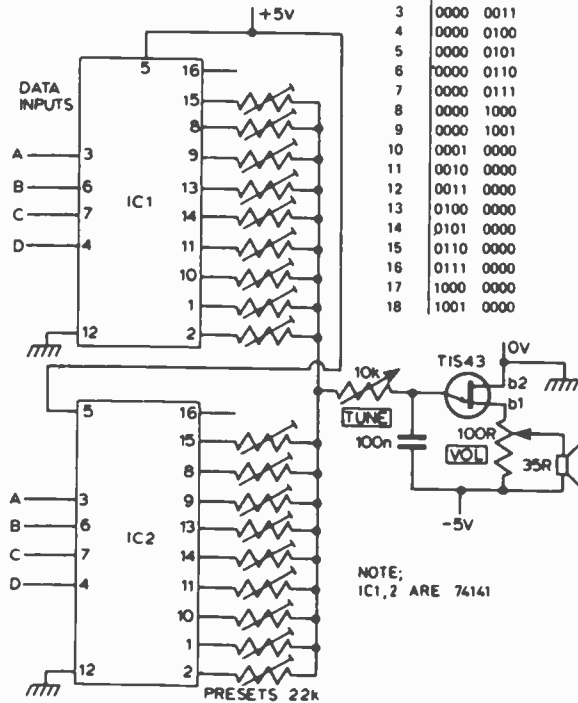 +5V
5
16
DATA
INPUTS
15
8
A 3
9
B 6
13
C 7
IC1
14
D 4
11
10
1
12
2
5
16
15
8
A 3
9
B 6
13
C 7
IC2
14
D 4
11
10
1
12
2
PRESETS 22k
3 0000 0011
4 0000 0100
5 0000 0101
6 0000 0110
7 0000 0111
8 0000 1000
9 0000 1001
10 0001 0000
11 0010 0000
12 0011 0000
13 0100 0000
14 0101 0000
15 0110 0000
16 0111 0000
17 1000 0000
18 1001 0000
0V
TIS43
10k
b2
b1
TUNE
100R
100n
VOL
35R
-5V
NOTE;
IC1,2 ARE 74141